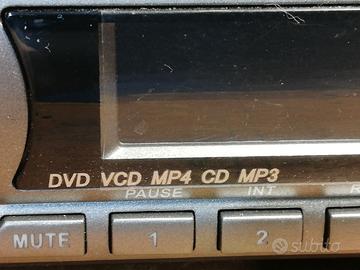 DVD VCD MP4 CD MP3
PAUSE INT
MUTE 1 2
subito